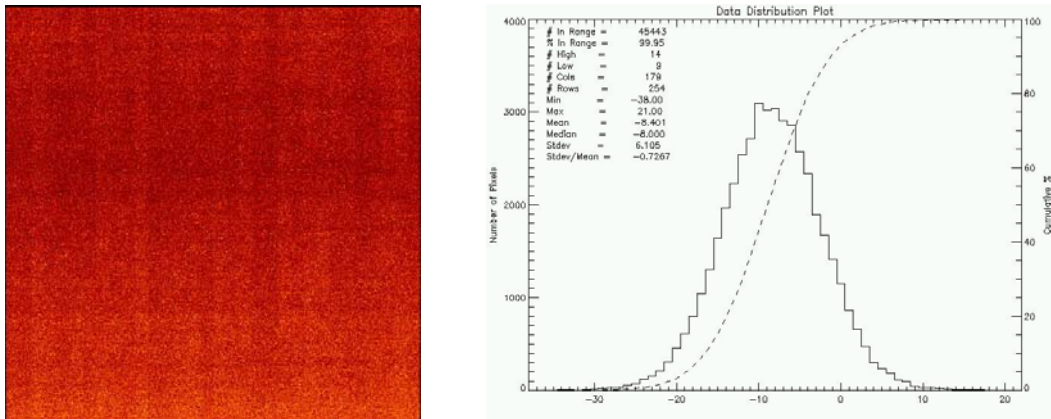 Data Distribution Plot
# In Range = 45443
% In Range = 99.95
# High = 14
# Low = 9
# Cols = 179
# Rows = 254
Min = -38.00
Max = 21.00
Mean = -8.401
Median = -8.000
Stdev = 6.105
Stdev/Mean = -0.7267
4000
3000
2000
1000
0
Number of Pixels
100
80
60
40
20
0
Cumulative %
-30 -20 -10 0 10 20